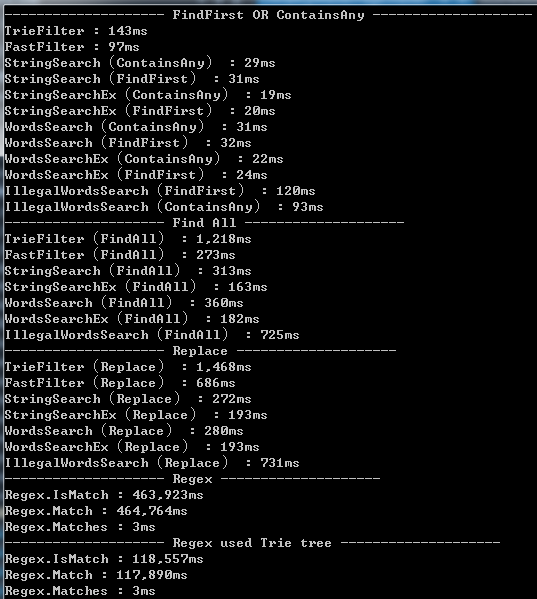 -------------------- FindFirst OR ContainsAny --------------------
TrieFilter : 143ms
FastFilter : 97ms
StringSearch (ContainsAny)  : 29ms
StringSearch (FindFirst)  : 31ms
StringSearchEx (ContainsAny)  : 19ms
StringSearchEx (FindFirst)  : 20ms
WordsSearch (ContainsAny)  : 31ms
WordsSearch (FindFirst)  : 32ms
WordsSearchEx (ContainsAny)  : 22ms
WordsSearchEx (FindFirst)  : 24ms
IllegalWordsSearch (FindFirst)  : 120ms
IllegalWordsSearch (ContainsAny)  : 93ms
-------------------- Find All --------------------
TrieFilter (FindAll)  : 1,218ms
FastFilter (FindAll)  : 273ms
StringSearch (FindAll)  : 313ms
StringSearchEx (FindAll)  : 163ms
WordsSearch (FindAll)  : 360ms
WordsSearchEx (FindAll)  : 182ms
IllegalWordsSearch (FindAll)  : 725ms
-------------------- Replace --------------------
TrieFilter (Replace)  : 1,468ms
FastFilter (Replace)  : 686ms
StringSearch (Replace)  : 272ms
StringSearchEx (Replace)  : 193ms
WordsSearch (Replace)  : 280ms
WordsSearchEx (Replace)  : 193ms
IllegalWordsSearch (Replace)  : 731ms
-------------------- Regex --------------------
Regex.IsMatch : 463,923ms
Regex.Match : 464,764ms
Regex.Matches : 3ms
-------------------- Regex used Trie tree --------------------
Regex.IsMatch : 118,557ms
Regex.Match : 117,890ms
Regex.Matches : 3ms